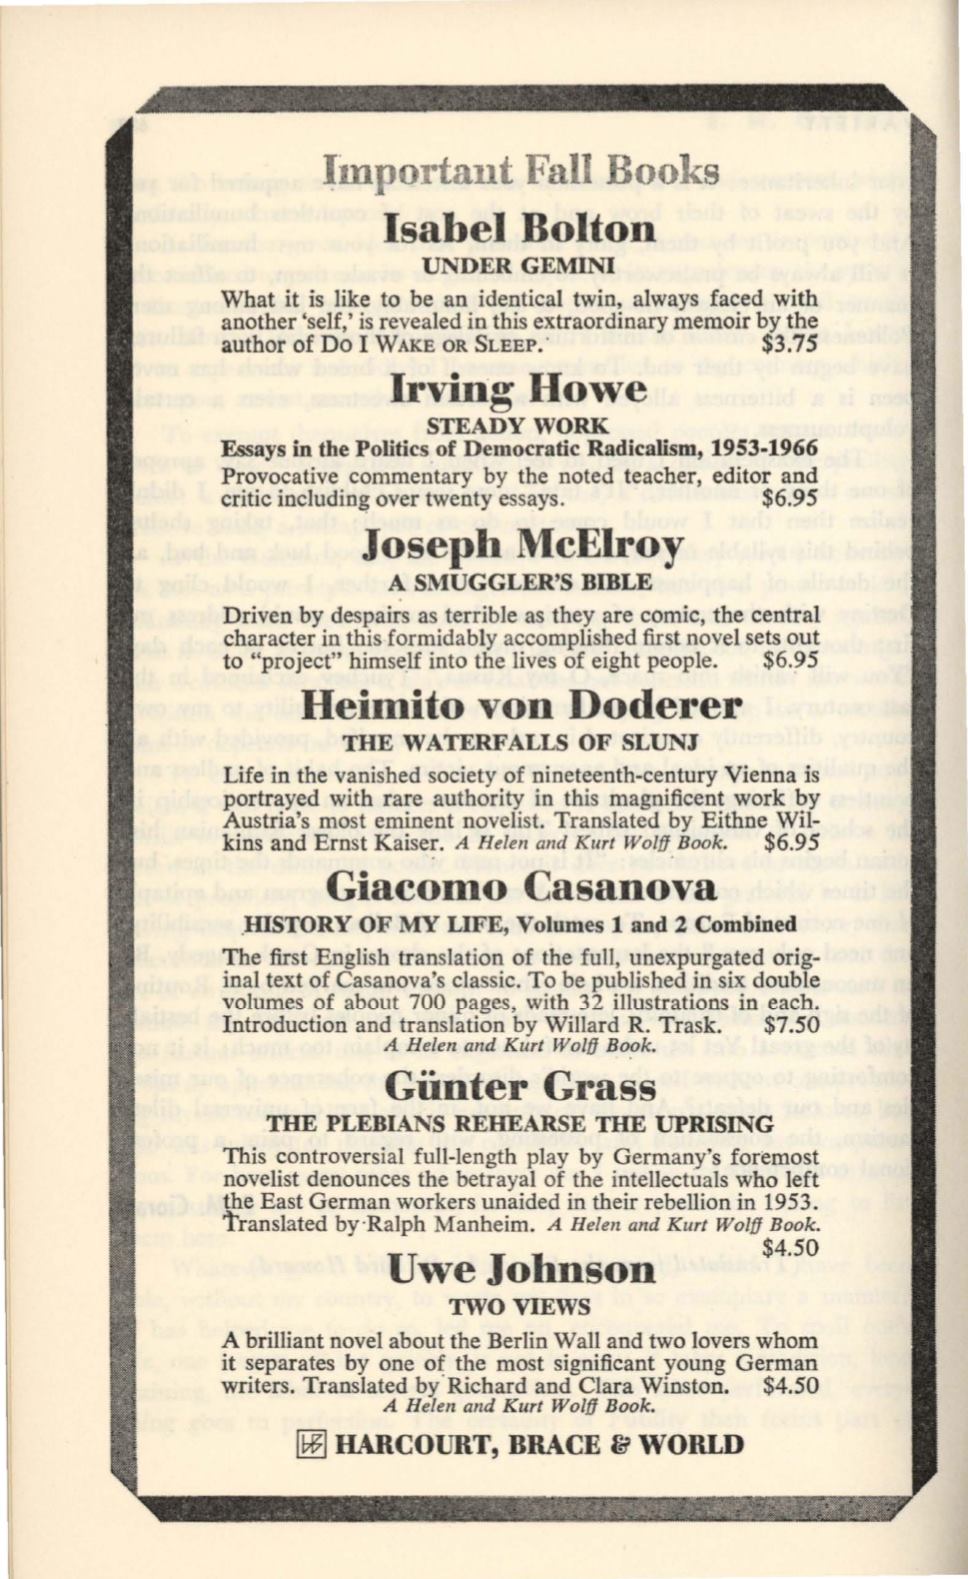 Important Fall Books
Isabel Bolton
UNDER GEMINI
What it is like to be an identical twin, always faced with
another 'self,' is revealed in this extraordinary memoir by the
author of DO I WAKE OR SLEEP. $3.75
Irving Howe
STEADY WORK
Essays in the Politics of Democratic Radicalism, 1953-1966
Provocative commentary by the noted teacher, editor and
critic including over twenty essays. $6.95
Joseph McElroy
A SMUGGLER'S BIBLE
Driven by despairs as terrible as they are comic, the central
character in this formidably accomplished first novel sets out
to "project" himself into the lives of eight people. $6.95
Heimito von Doderer
THE WATERFALLS OF SLUNJ
Life in the vanished society of nineteenth-century Vienna is
portrayed with rare authority in this magnificent work by
Austria's most eminent novelist. Translated by Eithne Wil-
kins and Ernst Kaiser. A Helen and Kurt Wolff Book. $6.95
Giacomo Casanova
HISTORY OF MY LIFE, Volumes 1 and 2 Combined
The first English translation of the full, unexpurgated orig-
inal text of Casanova's classic. To be published in six double
volumes of about 700 pages, with 32 illustrations in each.
Introduction and translation by Willard R. Trask. $7.50
A Helen and Kurt Wolff Book.
Günter Grass
THE PLEBIANS REHEARSE THE UPRISING
This controversial full-length play by Germany's foremost
novelist denounces the betrayal of the intellectuals who left
the East German workers unaided in their rebellion in 1953.
Translated by Ralph Manheim. A Helen and Kurt Wolff Book.
$4.50
Uwe Johnson
TWO VIEWS
A brilliant novel about the Berlin Wall and two lovers whom
it separates by one of the most significant young German
writers. Translated by Richard and Clara Winston. $4.50
A Helen and Kurt Wolff Book.
HARCOURT, BRACE & WORLD